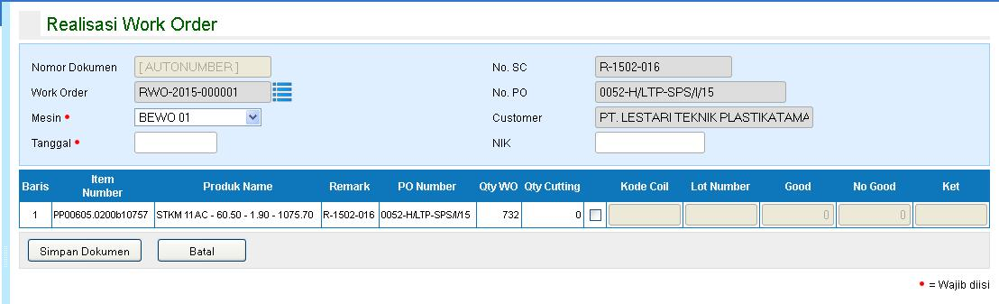 Realisasi Work Order
Nomor Dokumen [ AUTONUMBER ] No. SC R-1502-016
Work Order RWO-2015-000001 No. PO 0052-H/LTP-SPS/I/15
Mesin • BEWO 01 Customer PT. LESTARI TEKNIK PLASTIKATAMA
Tanggal • NIK
Baris Item Number Produk Name Remark PO Number Qty WO Qty Cutting Kode Coil Lot Number Good No Good Ket
1 PP00605.0200b10757 STKM 11AC - 60.50 - 1.90 - 1075.70 R-1502-016 0052-H/LTP-SPS/I/15 732 0 0 0
Simpan Dokumen Batal
• = Wajib diisi